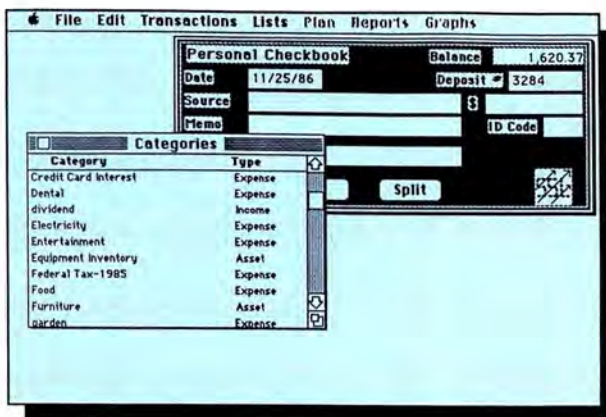 File Edit Transactions Lists Plan Reports Graphs
Personal Checkbook Balance 1,620.37
Date 11/25/86 Deposit # 3284
Source $
Memo ID Code
Split
Categories
Category Type
Credit Card Interest Expense
Dental Expense
dividend Income
Electricity Expense
Entertainment Expense
Equipment Inventory Asset
Federal Tax-1985 Expense
Food Expense
Furniture Asset
garden Expense